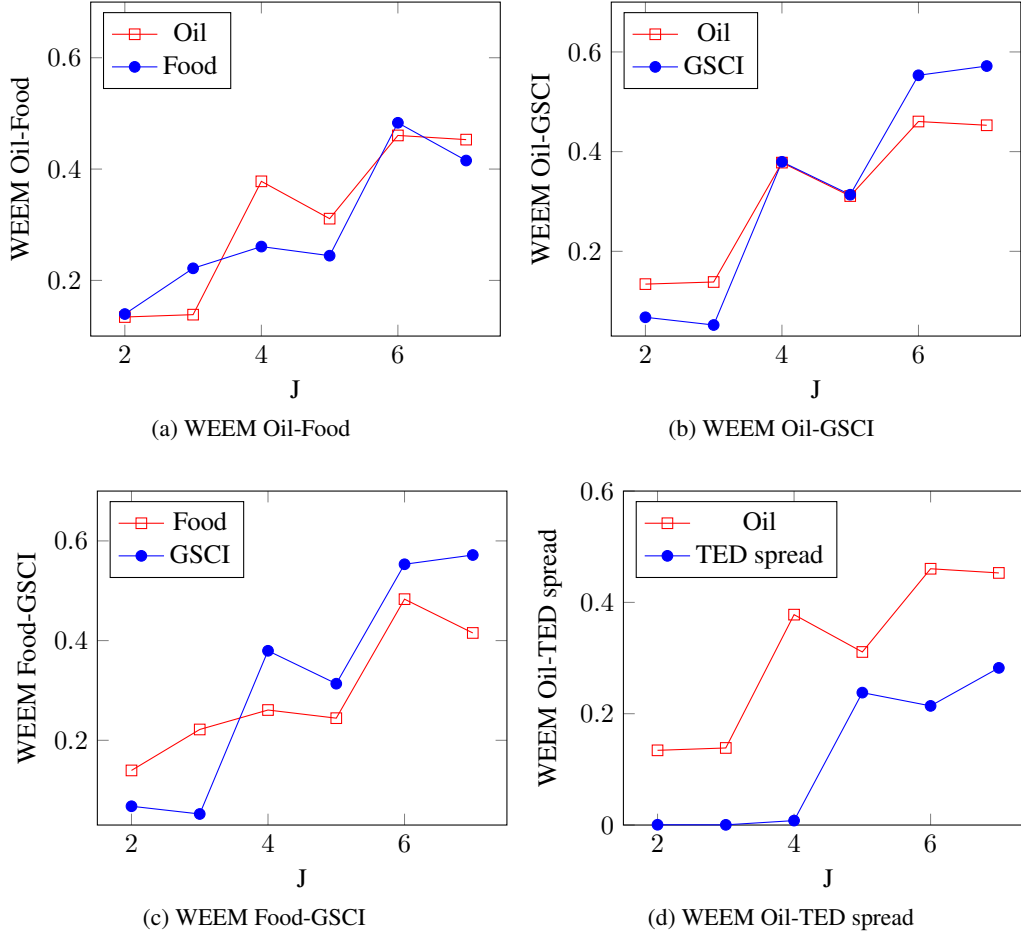 Oil
Food
0.6
0.4
0.2
WEEM Oil-Food
2 4 6
J
(a) WEEM Oil-Food
Oil
GSCI
0.6
0.4
0.2
WEEM Oil-GSCI
2 4 6
J
(b) WEEM Oil-GSCI
Food
GSCI
0.6
0.4
0.2
WEEM Food-GSCI
2 4 6
J
(c) WEEM Food-GSCI
Oil
TED spread
0.6
0.4
0.2
0
WEEM Oil-TED spread
2 4 6
J
(d) WEEM Oil-TED spread